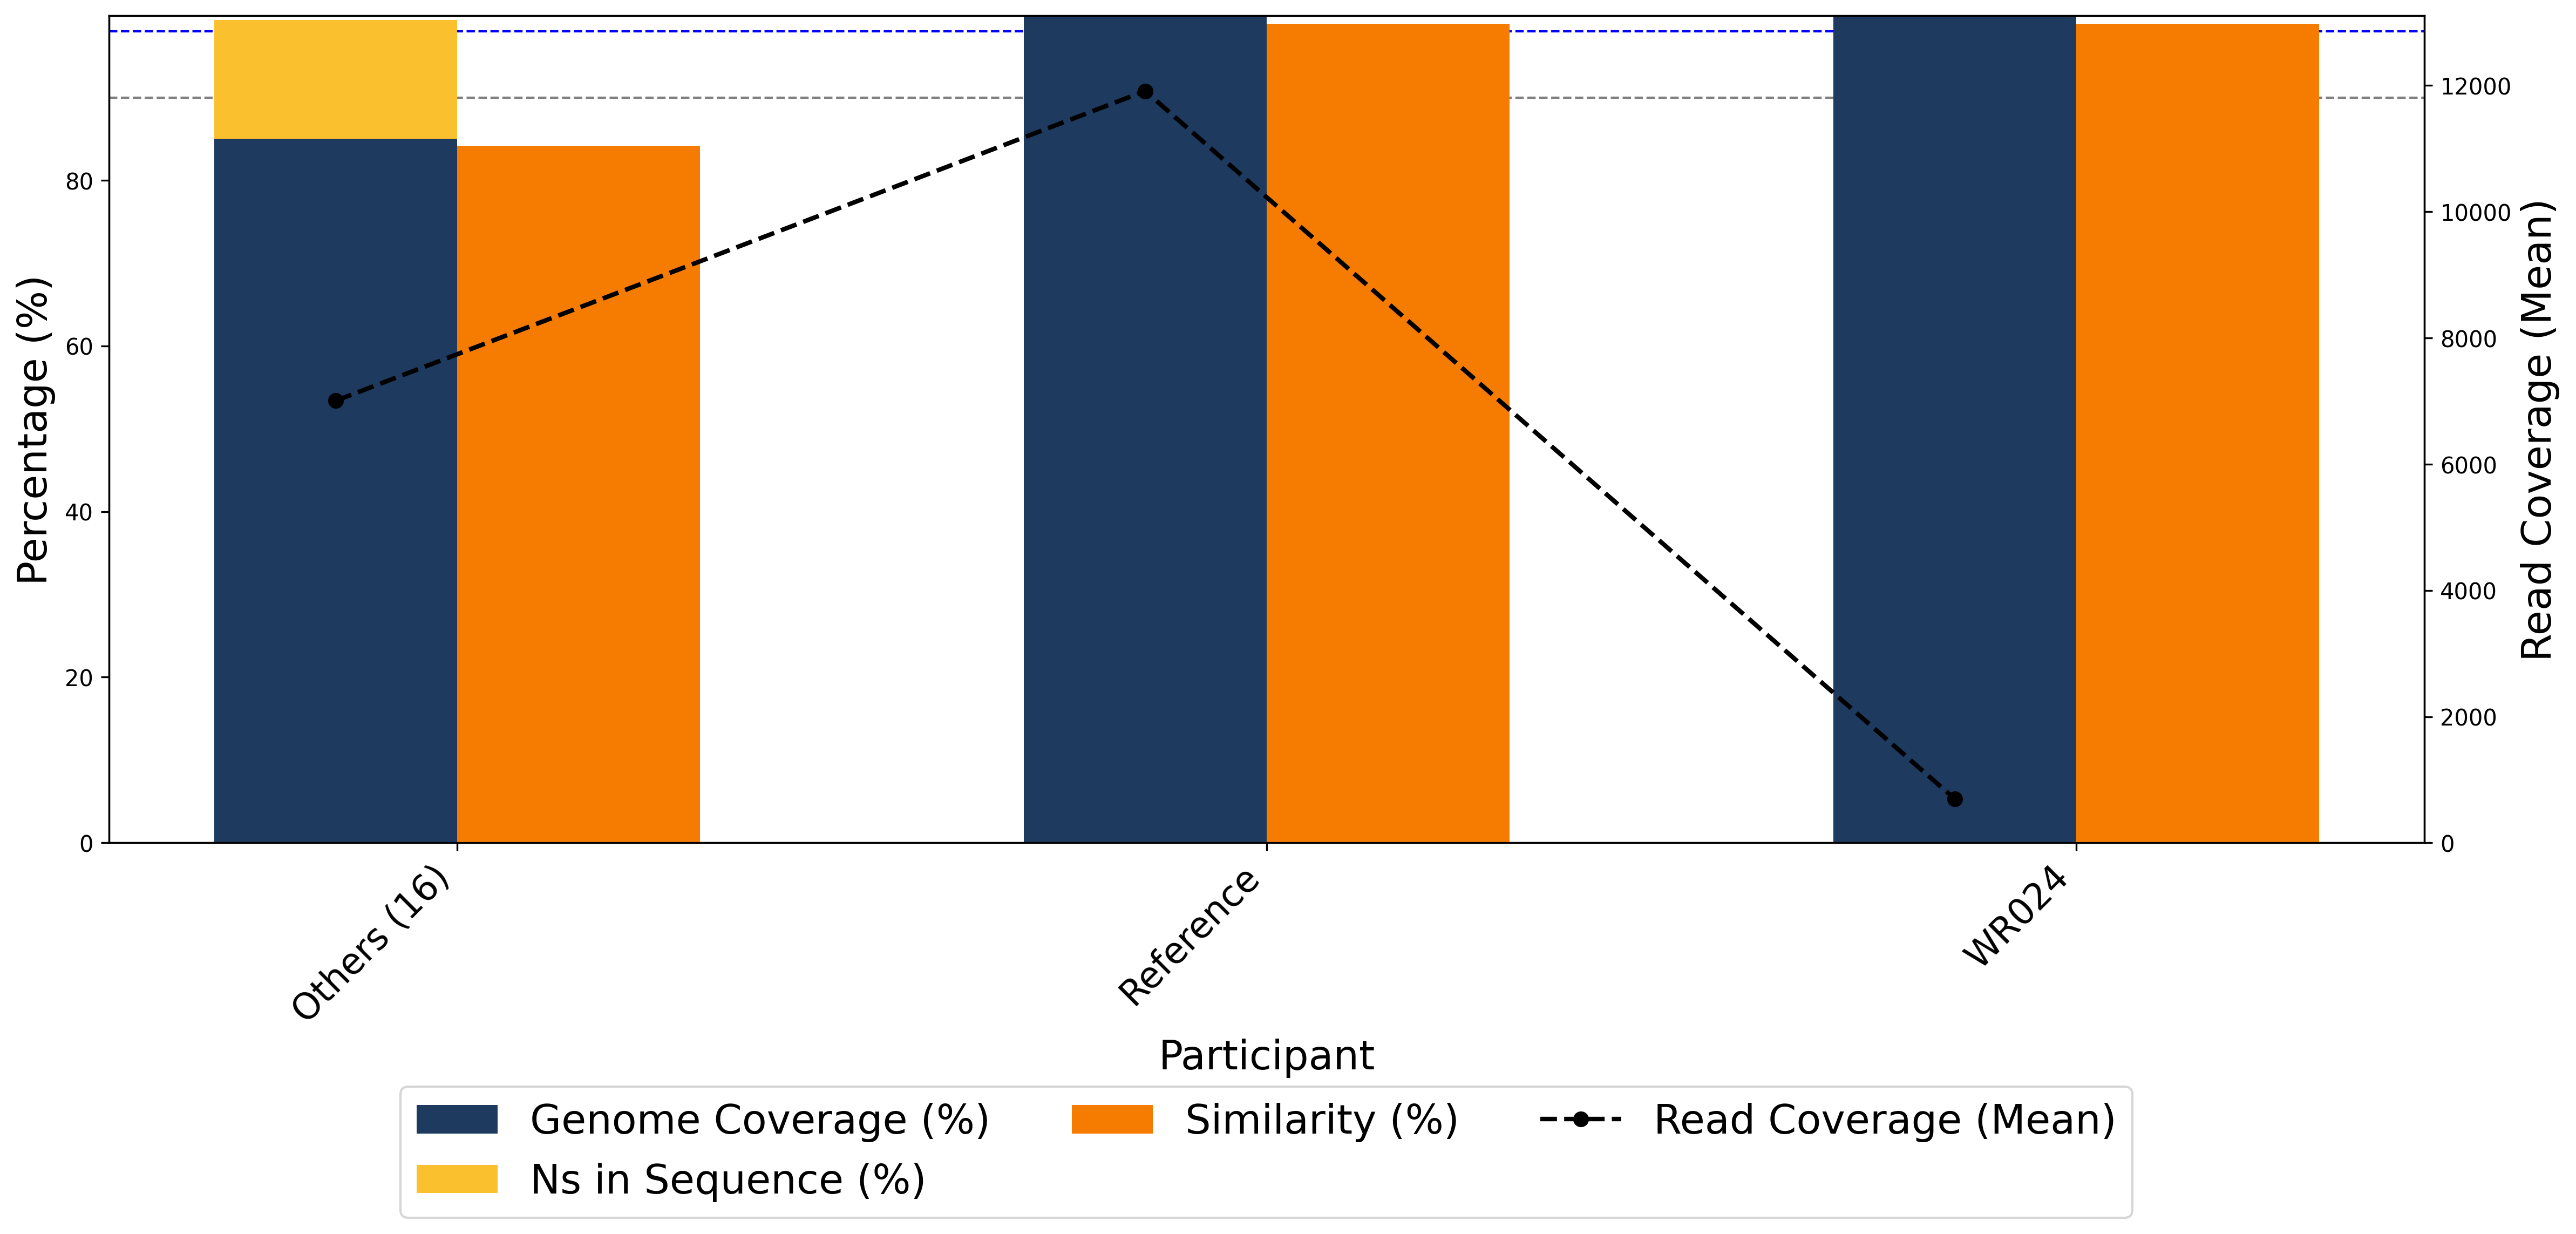 Percentage (%)
80
60
40
20
0
12000
10000
8000
6000
4000
2000
0
Read Coverage (Mean)
Others (16)
Reference
WR024
Participant
Genome Coverage (%)
Ns in Sequence (%)
Similarity (%)
Read Coverage (Mean)